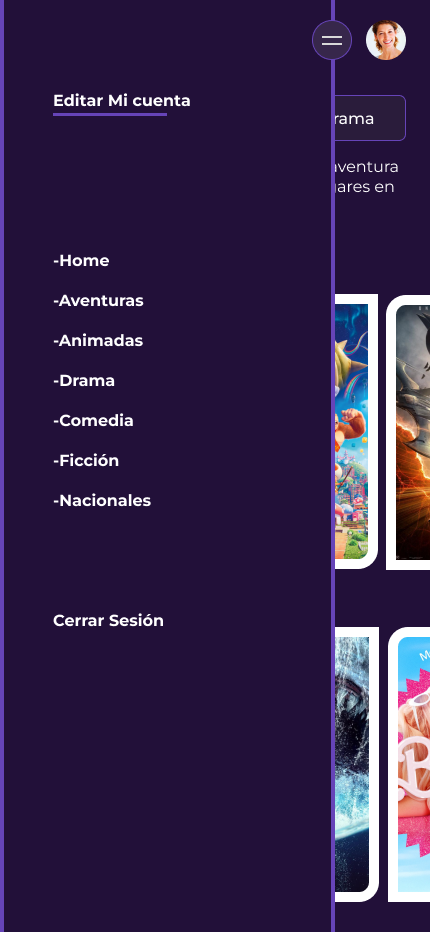 Editar Mi cuenta
rama
aventura
ares en
-Home
-Aventuras
-Animadas
-Drama
-Comedia
-Ficción
-Nacionales
Cerrar Sesión